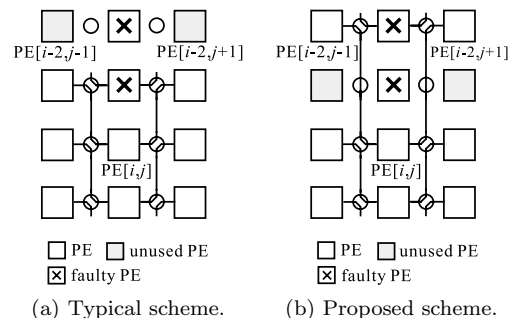 PE[i-2,j-1] PE[i-2,j+1] PE[i-2,j-1] PE[i-2,j+1]
PE[i,j] PE[i,j]
PE unused PE PE unused PE
faulty PE faulty PE
(a) Typical scheme. (b) Proposed scheme.